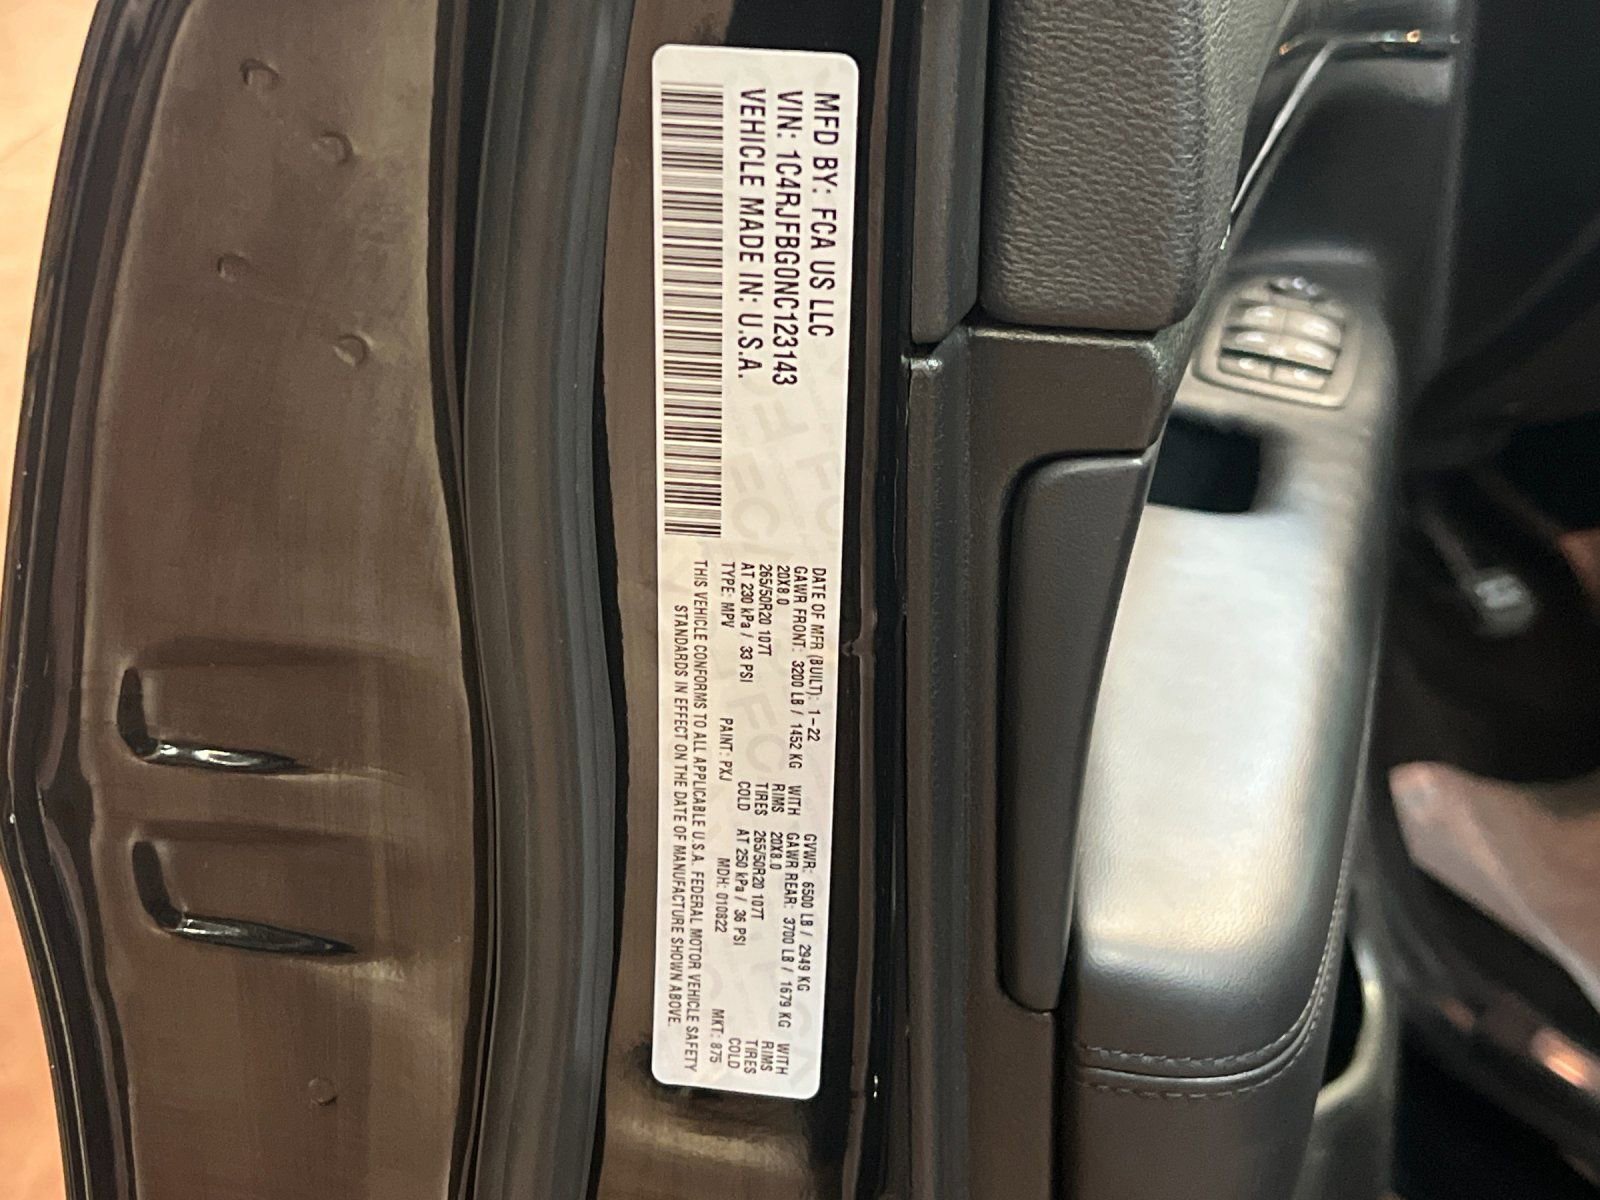 MFD BY: FCA US LLC
VIN: 1C4RJFBG0NC123143
VEHICLE MADE IN: U.S.A.
DATE OF MFR (BUILT): 1-22 GVWR: 6500 LB / 2949 KG
GAWR FRONT: 3200 LB / 1452 KG WITH GAWR REAR: 3700 LB / 1679 KG WITH
20X8.0 RIMS 20X8.0 RIMS
265/50R20 107T TIRES 265/50R20 107T TIRES
AT 230 kPa / 33 PSI COLD AT 250 kPa / 36 PSI COLD
TYPE: MPV PAINT: PXJ MDH: 010822 MKT: 875
THIS VEHICLE CONFORMS TO ALL APPLICABLE U.S.A. FEDERAL MOTOR VEHICLE SAFETY
STANDARDS IN EFFECT ON THE DATE OF MANUFACTURE SHOWN ABOVE.